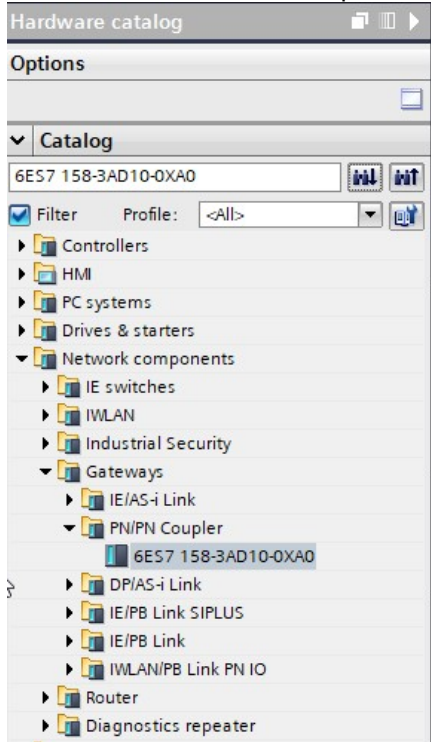 Hardware catalog
Options
Catalog
6ES7 158-3AD10-0XA0
Filter Profile: <All>
Controllers
HMI
PC systems
Drives & starters
Network components
IE switches
IWLAN
Industrial Security
Gateways
IE/AS-i Link
PN/PN Coupler
6ES7 158-3AD10-0XA0
DP/AS-i Link
IE/PB Link SIPLUS
IE/PB Link
IWLAN/PB Link PN IO
Router
Diagnostics repeater